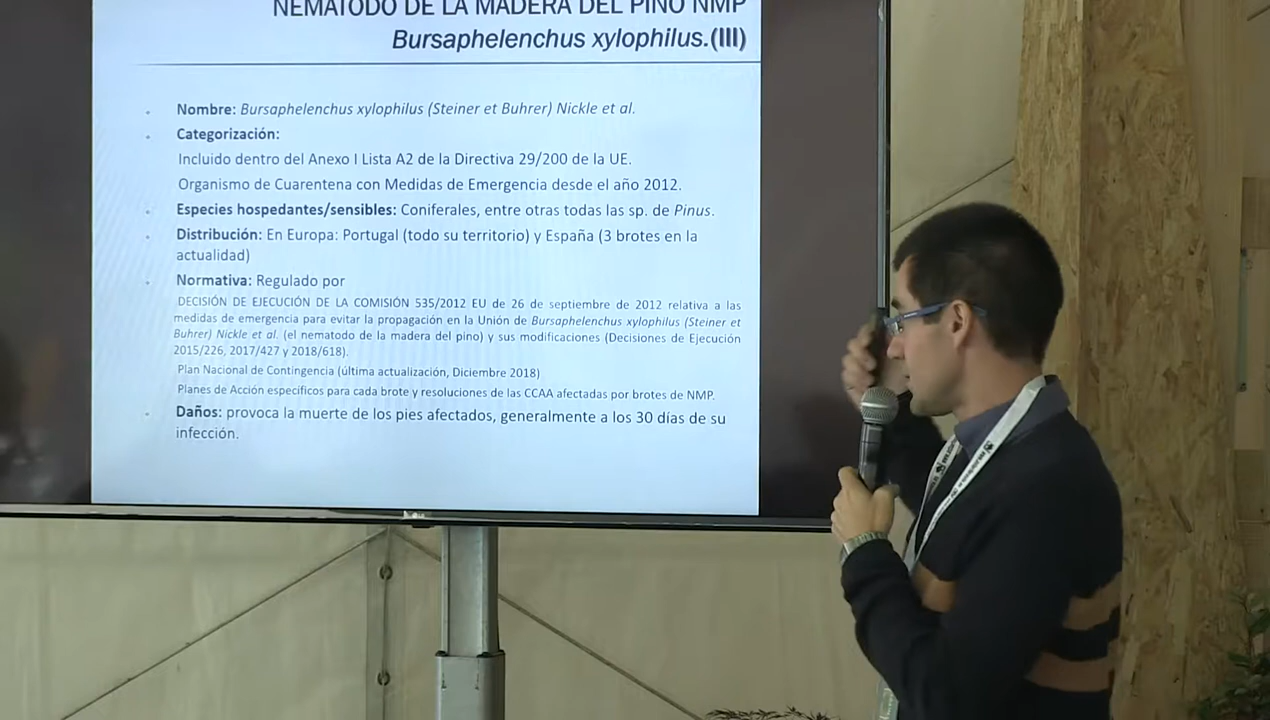 NEMATODO DE LA MADERA DEL PINO NMP
Bursaphelenchus xylophilus.(III)
Nombre: Bursaphelenchus xylophilus (Steiner et Buhrer) Nickle et al.
Categorización:
Incluido dentro del Anexo I Lista A2 de la Directiva 29/200 de la UE.
Organismo de Cuarentena con Medidas de Emergencia desde el año 2012.
Especies hospedantes/sensibles: Coniferales, entre otras todas las sp. de Pinus.
Distribución: En Europa: Portugal (todo su territorio) y España (3 brotes en la
actualidad)
Normativa: Regulado por
DECISIÓN DE EJECUCIÓN DE LA COMISIÓN 535/2012 EU de 26 de septiembre de 2012 relativa a las
medidas de emergencia para evitar la propagación en la Unión de Bursaphelenchus xylophilus (Steiner et
Buhrer) Nickle et al. (el nematodo de la madera del pino) y sus modificaciones (Decisiones de Ejecución
2015/226, 2017/427 y 2018/618).
Plan Nacional de Contingencia (última actualización, Diciembre 2018)
Planes de Acción específicos para cada brote y resoluciones de las CCAA afectadas por brotes de NMP.
Daños: provoca la muerte de los pies afectados, generalmente a los 30 días de su
infección.